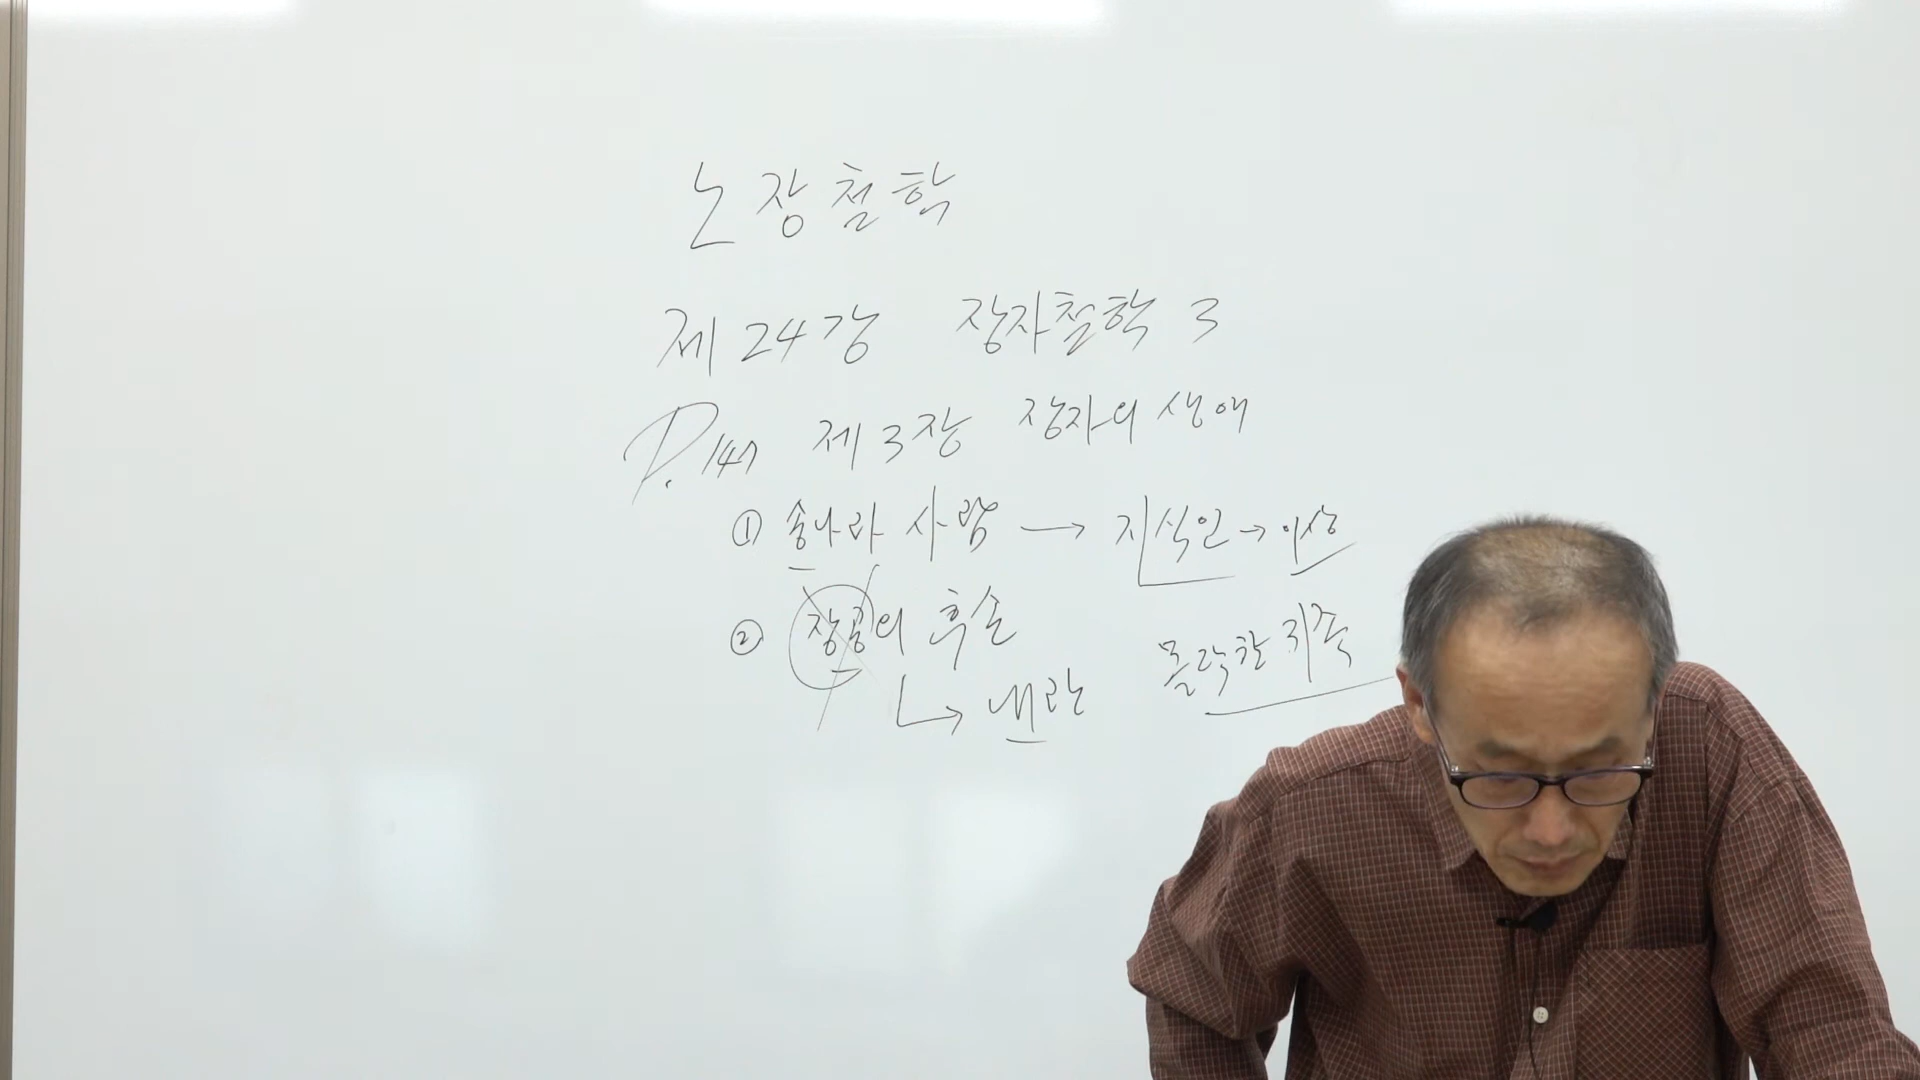 노장철학
제24강 장자철학 3
P.147 제3장 장자의 생애
① 송나라 사람 → 지식인 → 이상
② 장공의 후손 몰락한 귀족
↳ 내란